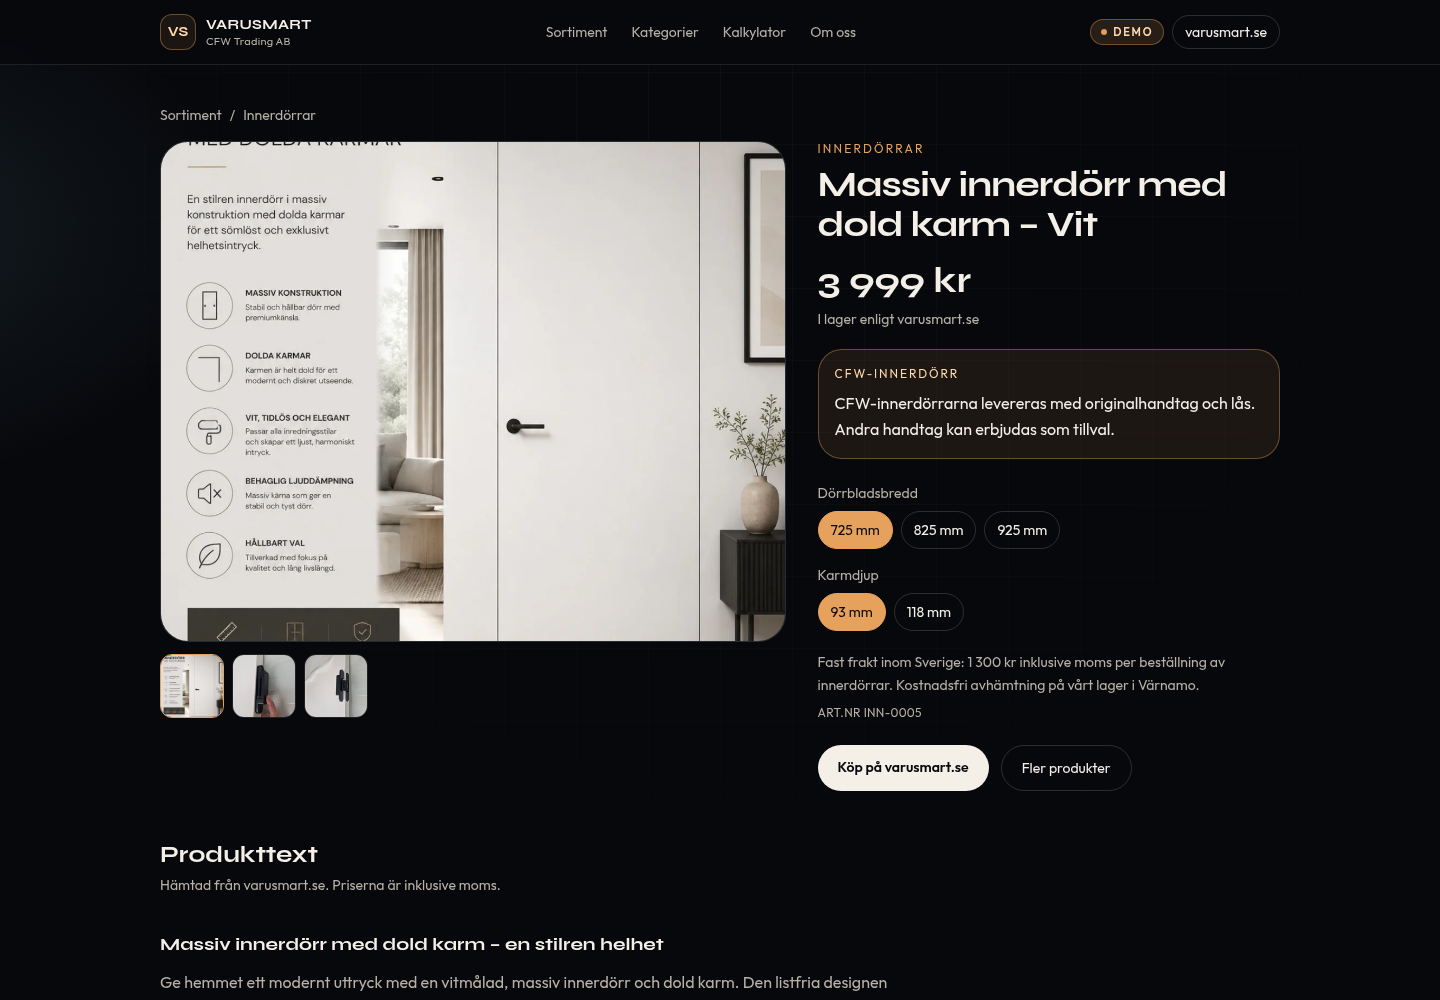 VS
VARUSMART
CFW Trading AB
Sortiment
Kategorier
Kalkylator
Om oss
DEMO
varusmart.se
Sortiment / Innerdörrar
MED DOLDA KARMAR
En stilren innerdörr i massiv
konstruktion med dolda karmar
för ett sömlöst och exklusivt
helhetsintryck.
MASSIV KONSTRUKTION
Stabil och hållbar dörr med
premiumkänsla.
DOLDA KARMAR
Karmen är helt dold för ett
modernt och diskret utseende.
VIT, TIDLÖS OCH ELEGANT
Passar alla inredningsstilar
och skapar ett ljust, harmoniskt
intryck.
BEHAGLIG LJUDDÄMPNING
Massiv kärna som ger en
stabil och tyst dörr.
HÅLLBART VAL
Tillverkad med fokus på
kvalitet och lång livslängd.
INNERDÖRRAR
Massiv innerdörr med
dold karm – Vit
3 999 kr
I lager enligt varusmart.se
CFW-INNERDÖRR
CFW-innerdörrarna levereras med originalhandtag och lås.
Andra handtag kan erbjudas som tillval.
Dörrbladsbredd
725 mm
825 mm
925 mm
Karmdjup
93 mm
118 mm
Fast frakt inom Sverige: 1 300 kr inklusive moms per beställning av
innerdörrar. Kostnadsfri avhämtning på vårt lager i Värnamo.
ART.NR INN-0005
Köp på varusmart.se
Fler produkter
Produkttext
Hämtad från varusmart.se. Priserna är inklusive moms.
Massiv innerdörr med dold karm – en stilren helhet
Ge hemmet ett modernt uttryck med en vitmålad, massiv innerdörr och dold karm. Den listfria designen